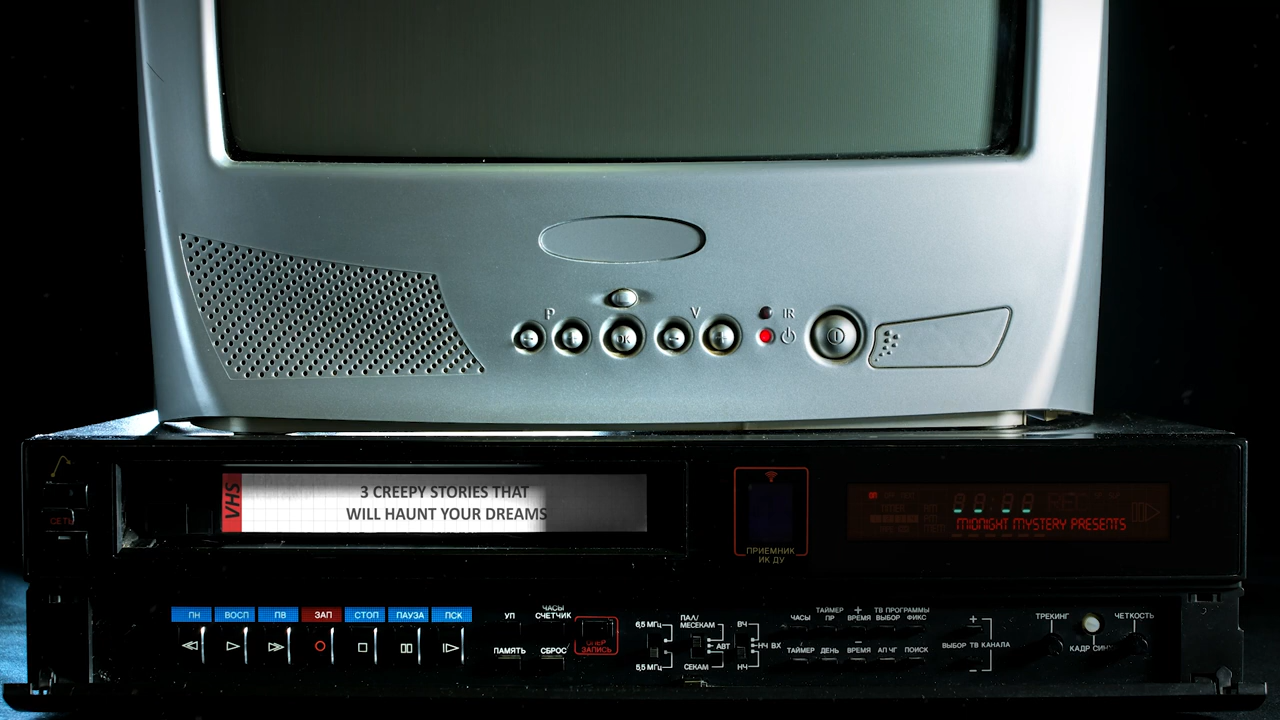 P
V
IR
OK
VHS
3 CREEPY STORIES THAT
WILL HAUNT YOUR DREAMS
MIDNIGHT MYSTERY PRESENTS
СЕТЬ
ПРИЕМНИК
ИК ДУ
ПН ВОСП ПВ ЗАП СТОП ПАУЗА ПСК
УП
ЧАСЫ
СЧЕТЧИК
ПАМЯТЬ СБРОС
ЗАПИСЬ
6,5 МГц
5,5 МГц
ПАЛ/
МЕСЕКАМ
АВТ
СЕКАМ
ВЧ
НЧ ВХ
НЧ
ЧАСЫ
ТАЙМЕР
ПР
+
ВРЕМЯ
ТВ ПРОГРАММЫ
ВЫБОР ФИКС
ТАЙМЕР ДЕНЬ
−
ВРЕМЯ
АП ЧГ ПОИСК
+
ВЫБОР ТВ КАНАЛА
ТРЕКИНГ
КАДР
ЧЕТКОСТЬ